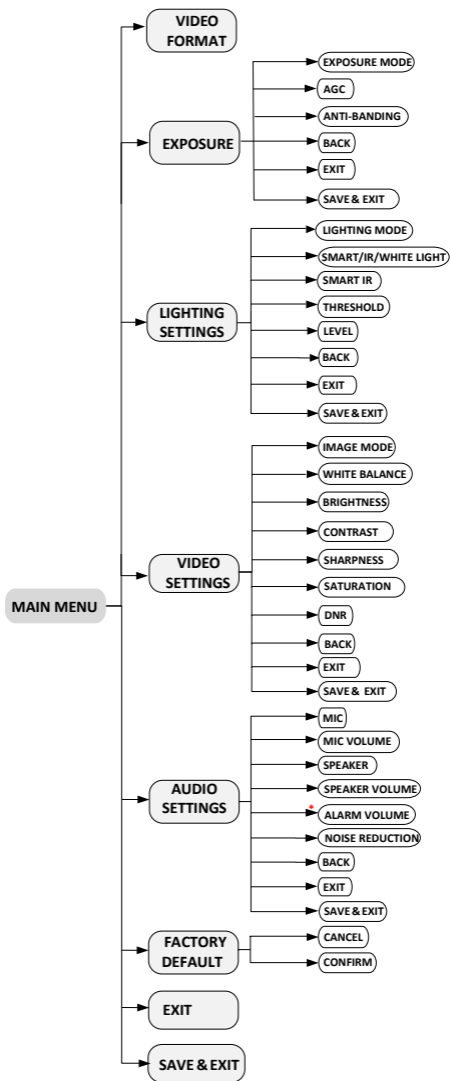 VIDEO
FORMAT
EXPOSURE
EXPOSURE MODE
AGC
ANTI-BANDING
BACK
EXIT
SAVE & EXIT
LIGHTING
SETTINGS
LIGHTING MODE
SMART/IR/WHITE LIGHT
SMART IR
THRESHOLD
LEVEL
BACK
EXIT
SAVE & EXIT
MAIN MENU
VIDEO
SETTINGS
IMAGE MODE
WHITE BALANCE
BRIGHTNESS
CONTRAST
SHARPNESS
SATURATION
DNR
BACK
EXIT
SAVE & EXIT
AUDIO
SETTINGS
MIC
MIC VOLUME
SPEAKER
SPEAKER VOLUME
* ALARM VOLUME
NOISE REDUCTION
BACK
EXIT
SAVE & EXIT
FACTORY
DEFAULT
CANCEL
CONFIRM
EXIT
SAVE & EXIT